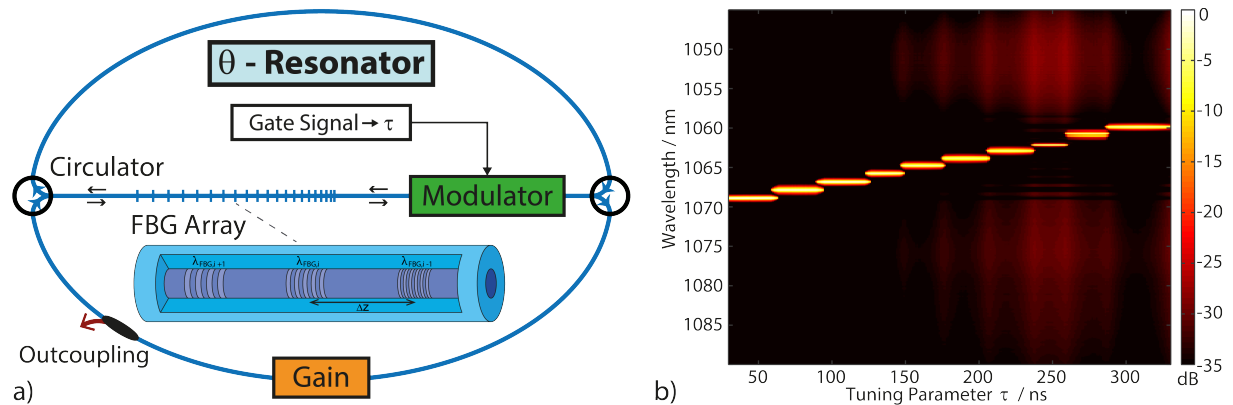 θ - Resonator
Gate Signal → τ
Circulator
Modulator
FBG Array
λFBG,i +1
λFBG,i
λFBG,i -1
Δz
Outcoupling
Gain
a)
Wavelength / nm
1050
1055
1060
1065
1070
1075
1080
1085
50
100
150
200
250
300
Tuning Parameter τ / ns
b)
0
-5
-10
-15
-20
-25
-30
-35
dB